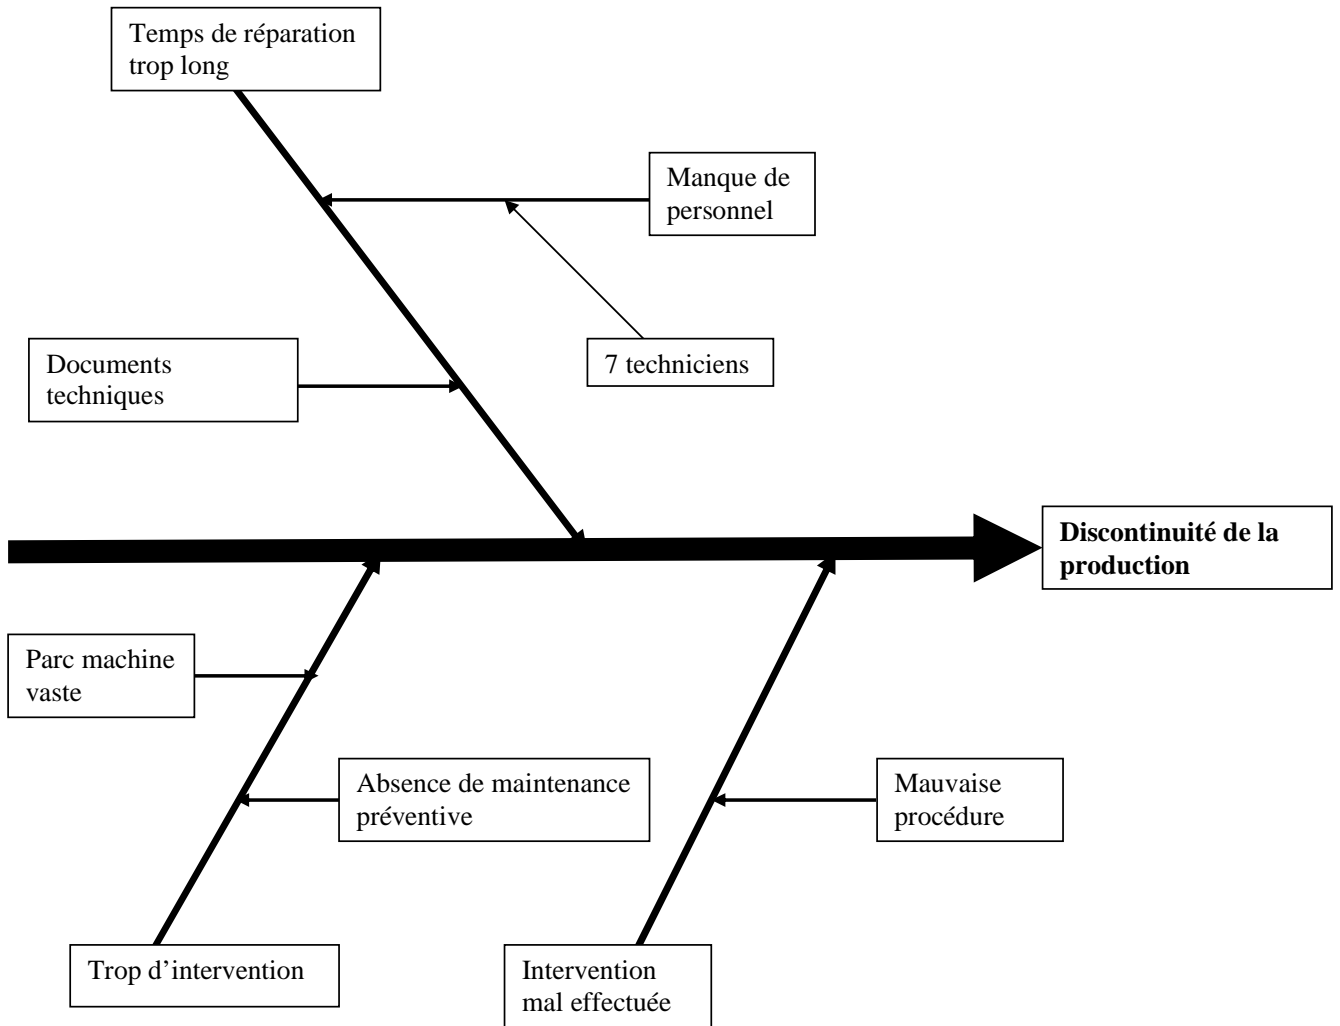 Temps de réparation
trop long
Manque de
personnel
Documents
techniques
7 techniciens
Discontinuité de la
production
Parc machine
vaste
Absence de maintenance
préventive
Mauvaise
procédure
Trop d’intervention
Intervention
mal effectuée